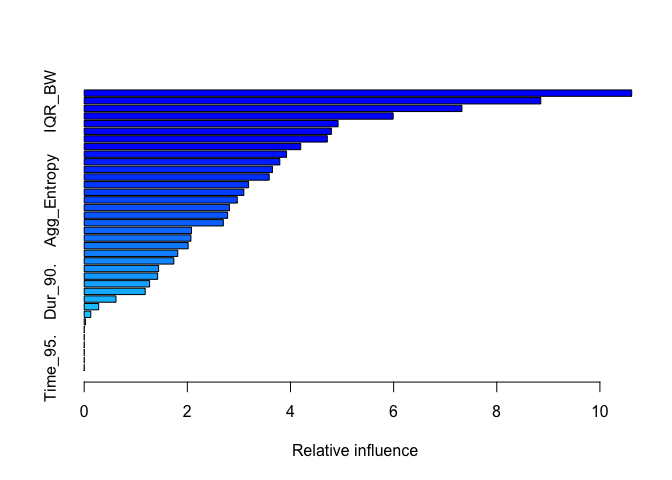 IQR_BW
Agg_Entropy
Dur_90.
Time_95.
0 2 4 6 8 10
Relative influence